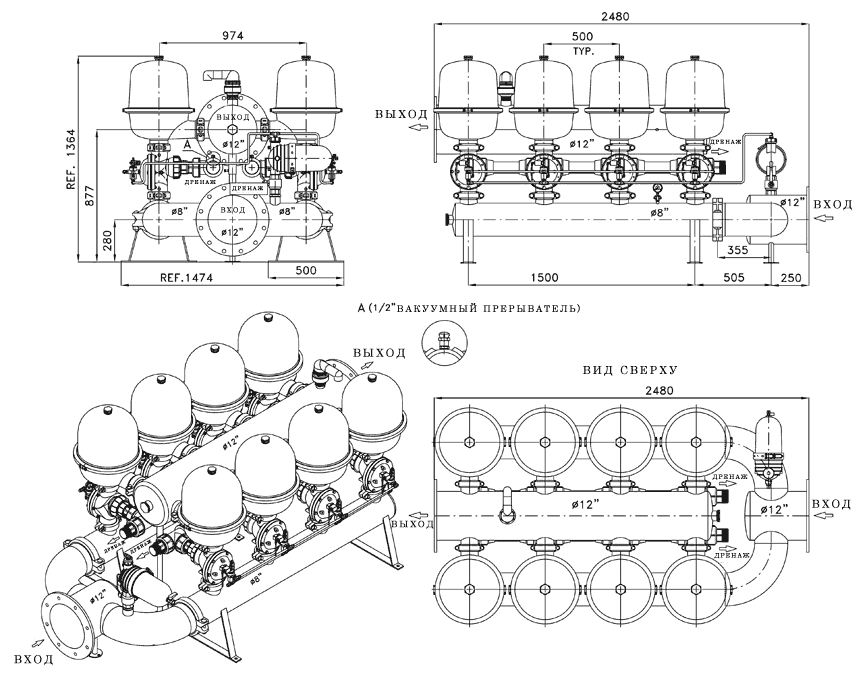 974
ВЫХОД
A
ø12"
ДРЕНАЖ
ДРЕНАЖ
ø8"
ВХОД
ø8"
ø12"
REF. 1364
877
280
REF.1474
500
2480
500
TYP.
ВЫХОД
ø12"
ДРЕНАЖ
ø8"
ø12"
ВХОД
355
1500
505
250
A (1/2"ВАКУУМНЫЙ ПРЕРЫВАТЕЛЬ)
ВЫХОД
ø12"
ДРЕНАЖ
ДРЕНАЖ
ø8"
ø12"
ВХОД
ВИД СВЕРХУ
2480
ДРЕНАЖ
ø12"
ø12"
ВХОД
ВЫХОД
ДРЕНАЖ